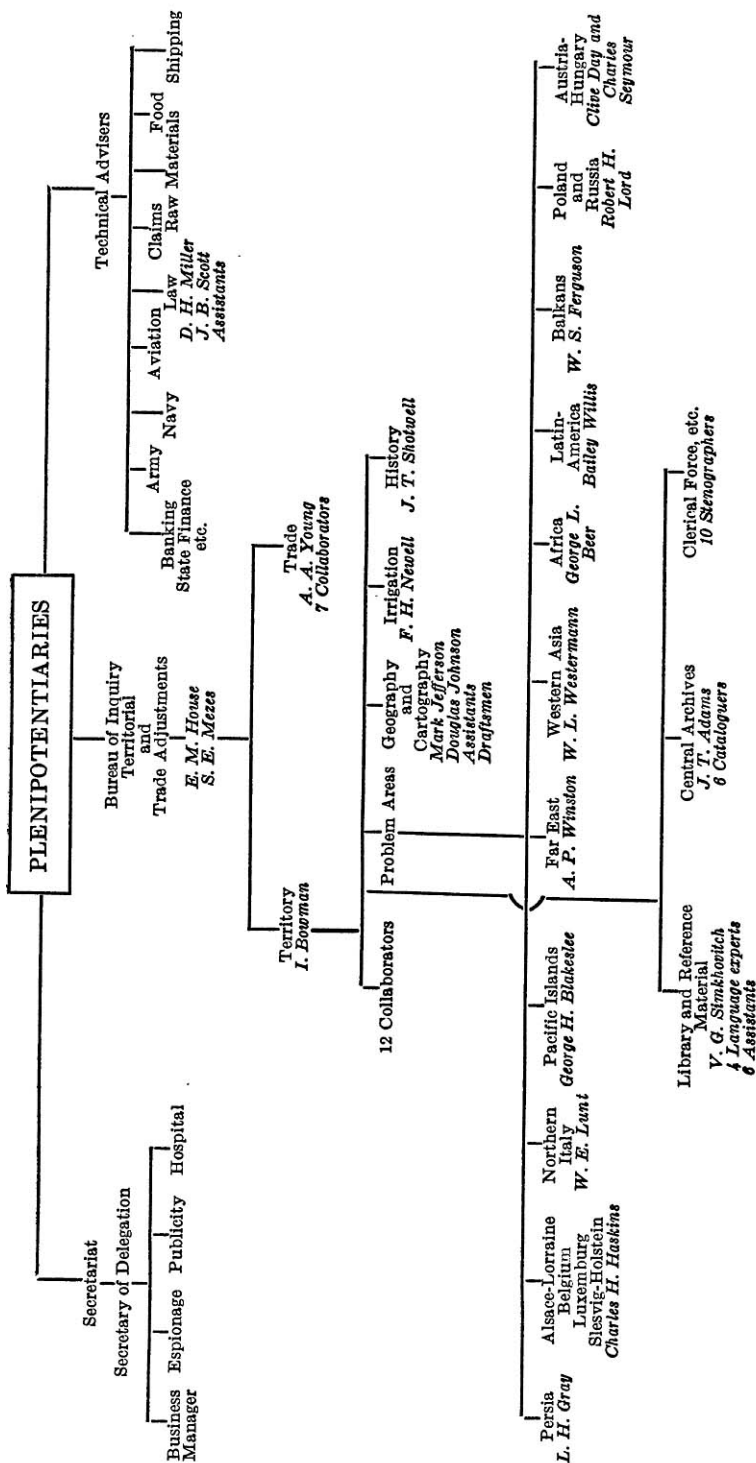 PLENIPOTENTIARIES
Secretariat
Secretary of Delegation
Business
Manager
Espionage
Publicity
Hospital
Bureau of Inquiry
Territorial
and
Trade Adjustments
E. M. House
S. E. Mezes
Technical Advisers
Banking
State Finance
etc.
Army
Navy
Aviation
Law
D. H. Miller
J. B. Scott
Assistants
Claims
Raw Materials
Food
Shipping
Territory
I. Bowman
Trade
A. A. Young
7 Collaborators
12 Collaborators
Problem Areas
Geography
and
Cartography
Mark Jefferson
Douglas Johnson
Assistants
Draftsmen
Irrigation
F. H. Newell
History
J. T. Shotwell
Persia
L. H. Gray
Alsace-Lorraine
Belgium
Luxemburg
Slesvig-Holstein
Charles H. Haskins
Northern
Italy
W. E. Lunt
Pacific Islands
George H. Blakeslee
Far East
A. P. Winston
Western Asia
W. L. Westermann
Africa
George L.
Beer
Latin-
America
Bailey Willis
Balkans
W. S. Ferguson
Poland
and
Russia
Robert H.
Lord
Austria-
Hungary
Clive Day and
Charles
Seymour
Library and Reference
Material
V. G. Simkhovitch
4 Language experts
6 Assistants
Central Archives
J. T. Adams
6 Cataloguers
Clerical Force, etc.
10 Stenographers